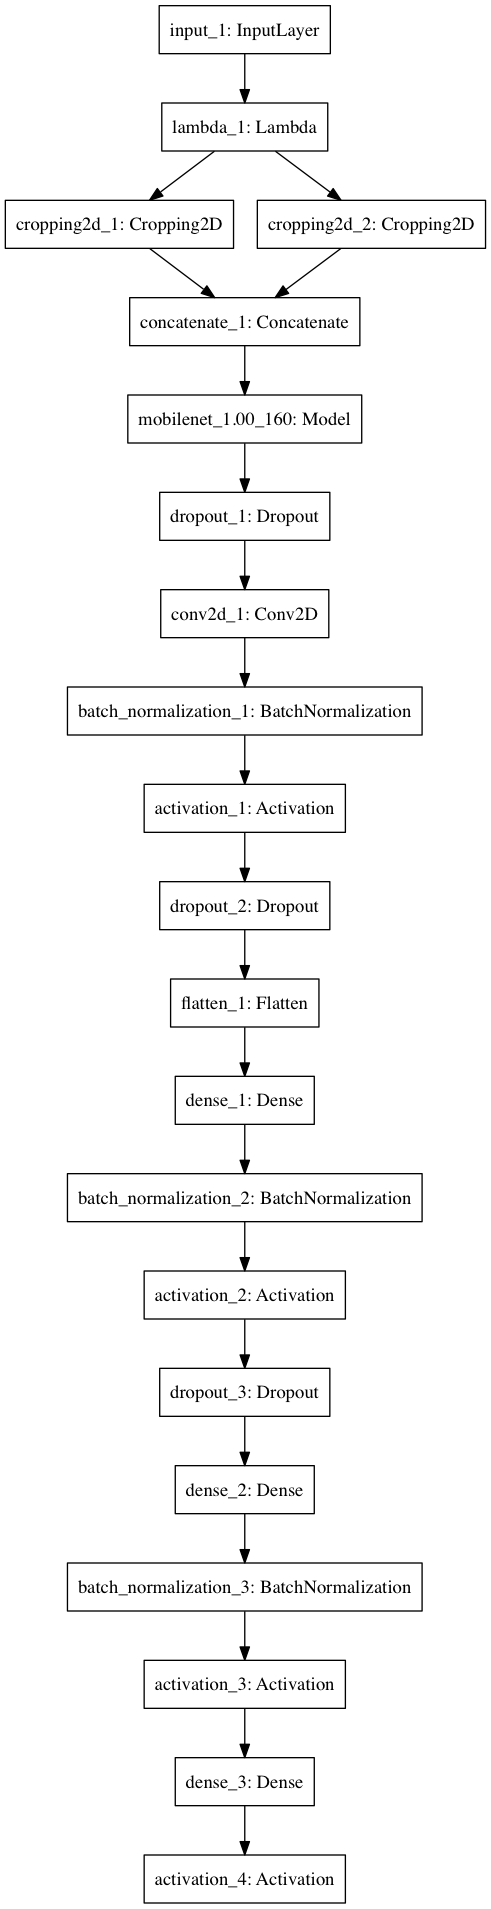 input_1: InputLayer
lambda_1: Lambda
cropping2d_1: Cropping2D
cropping2d_2: Cropping2D
concatenate_1: Concatenate
mobilenet_1.00_160: Model
dropout_1: Dropout
conv2d_1: Conv2D
batch_normalization_1: BatchNormalization
activation_1: Activation
dropout_2: Dropout
flatten_1: Flatten
dense_1: Dense
batch_normalization_2: BatchNormalization
activation_2: Activation
dropout_3: Dropout
dense_2: Dense
batch_normalization_3: BatchNormalization
activation_3: Activation
dense_3: Dense
activation_4: Activation